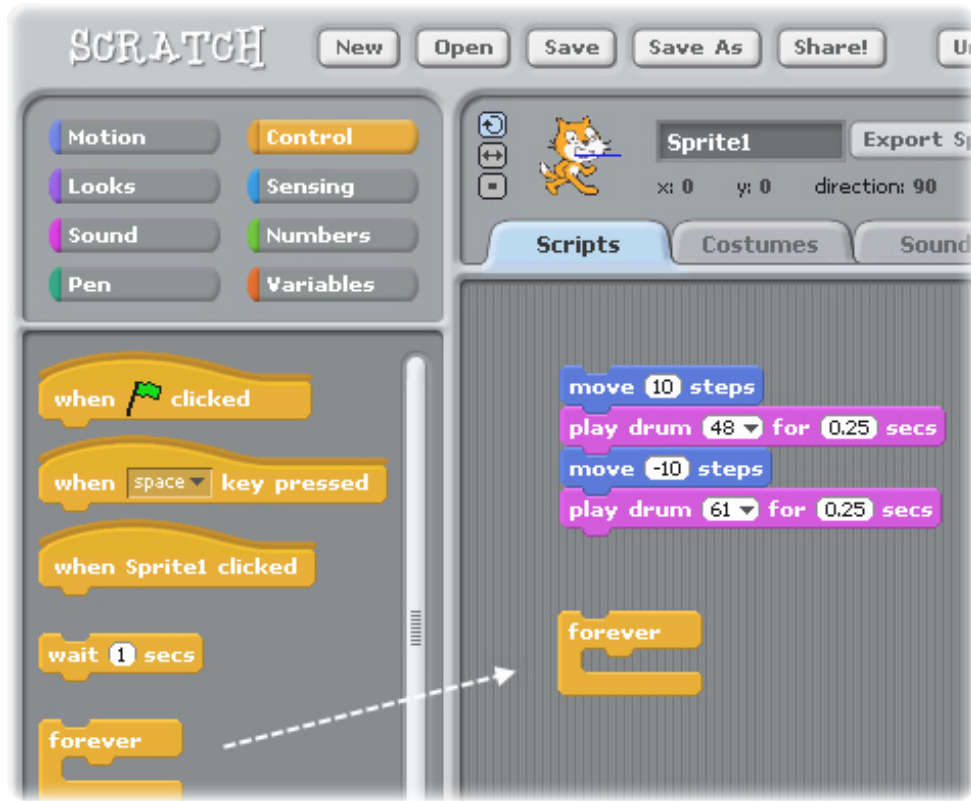 SCRATCH New Open Save Save As Share!
Motion Control
Looks Sensing
Sound Numbers
Pen Variables
Sprite1 Export
x: 0 y: 0 direction: 90
Scripts Costumes Sound
when clicked
when space key pressed
when Sprite1 clicked
wait 1 secs
forever
move 10 steps
play drum 48 for 0.25 secs
move -10 steps
play drum 61 for 0.25 secs
forever